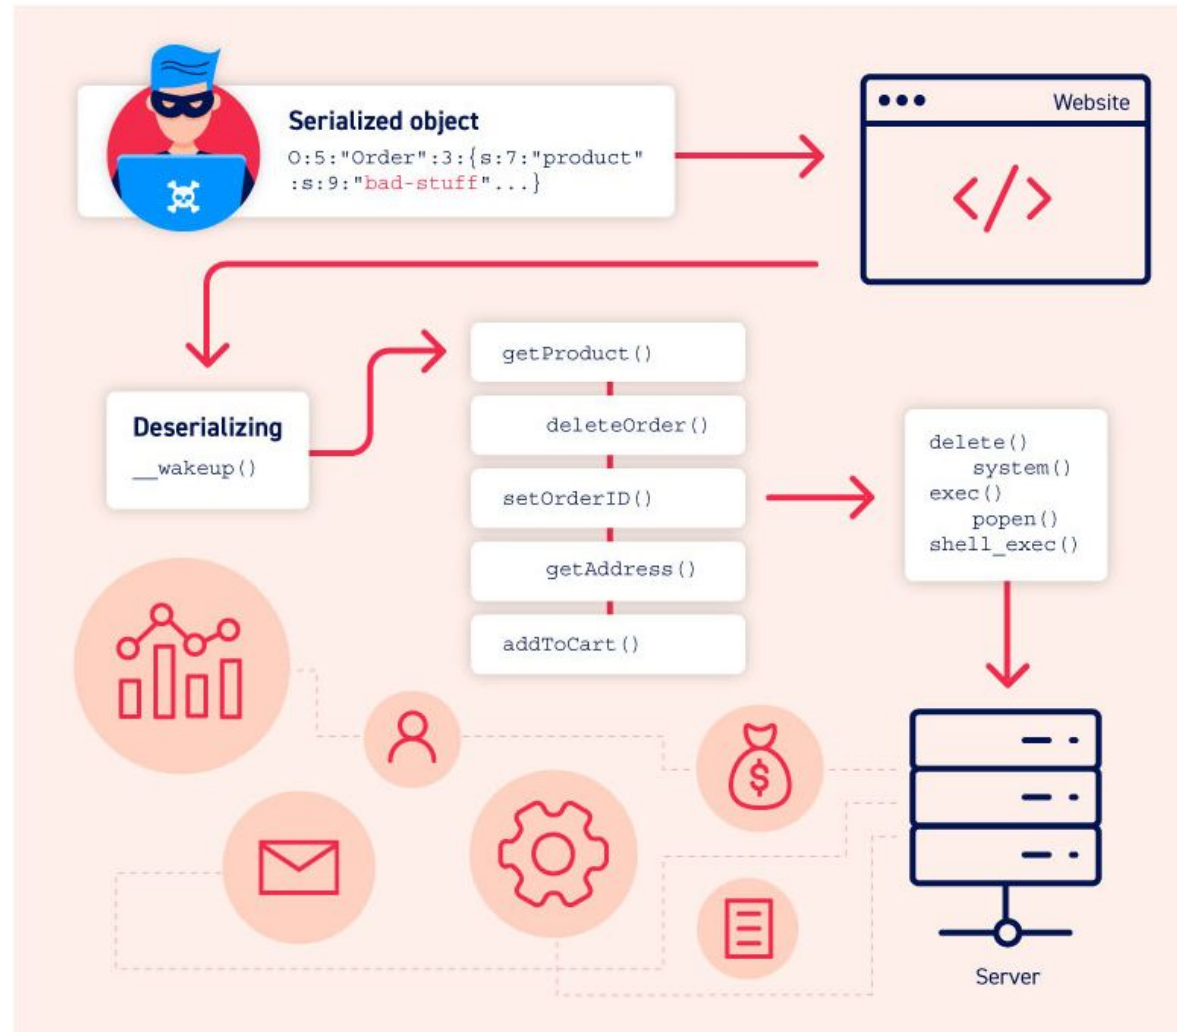 Serialized object
O:5:"Order":3:{s:7:"product"
:s:9:"bad-stuff"...}
Website
</>
Deserializing
__wakeup()
getProduct()
deleteOrder()
setOrderID()
getAddress()
addToCart()
delete()
system()
exec()
popen()
shell_exec()
$
Server